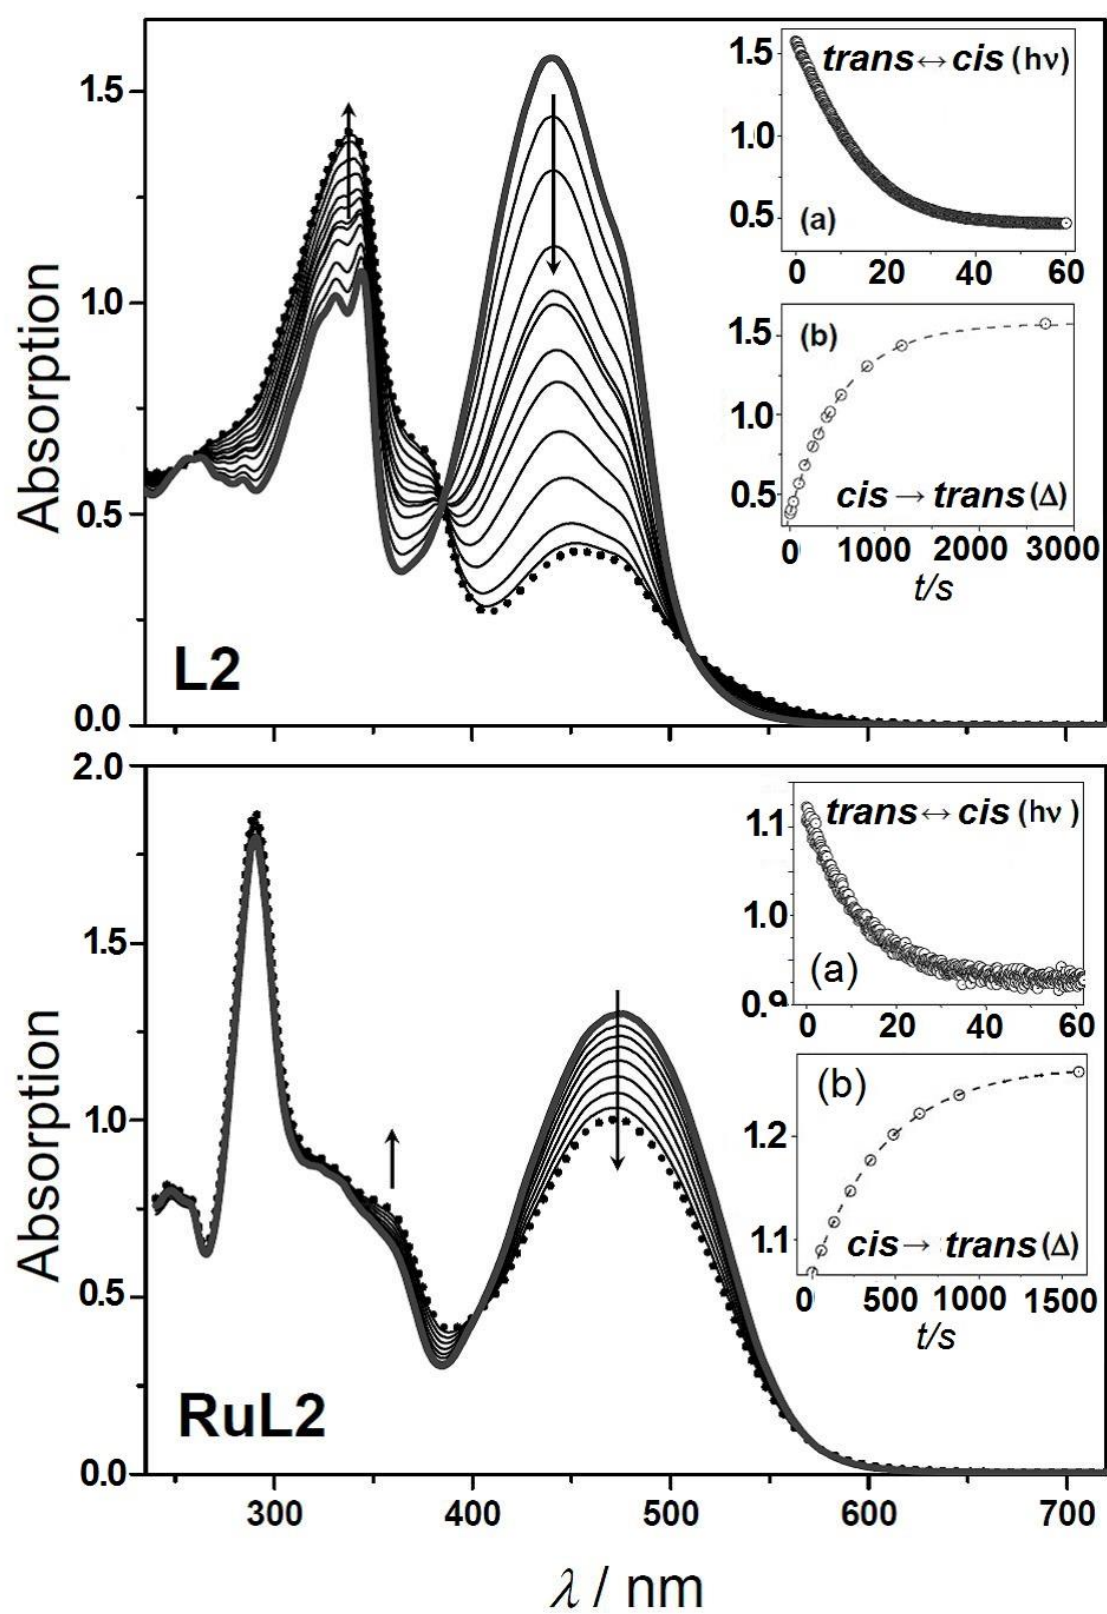 Absorption
1.5
1.0
0.5
0.0
L2
1.5
1.0
0.5
trans↔cis (hν)
(a)
0 20 40 60
1.5
1.0
0.5
(b)
cis→trans (Δ)
0 1000 2000 3000
t/s
Absorption
2.0
1.5
1.0
0.5
0.0
RuL2
1.1
1.0
0.9
trans↔cis (hν)
(a)
0 20 40 60
1.2
1.1
(b)
cis→ trans (Δ)
0 500 1000 1500
t/s
300 400 500 600 700
λ / nm